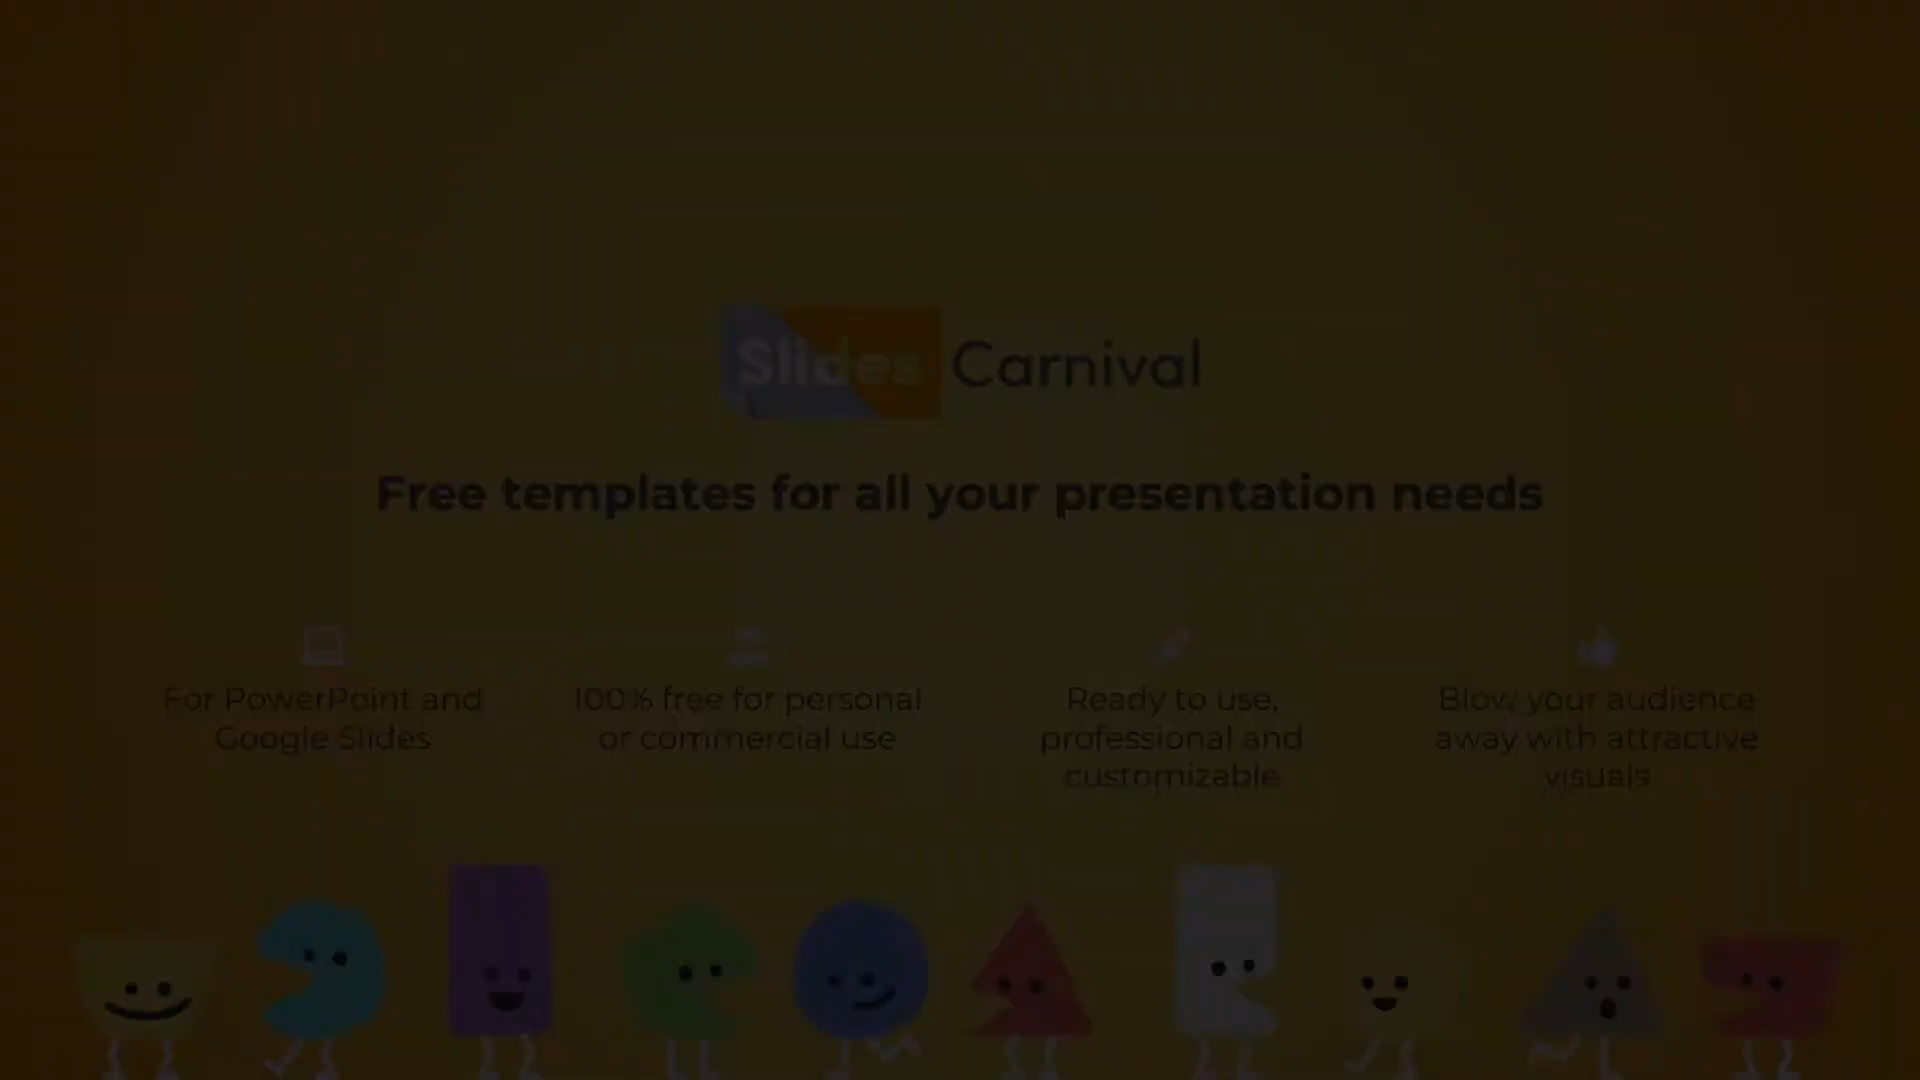 Slides Carnival
Free templates for all your presentation needs
For PowerPoint and
Google Slides
100% free for personal
or commercial use
Ready to use,
professional and
customizable
Blow your audience
away with attractive
visuals